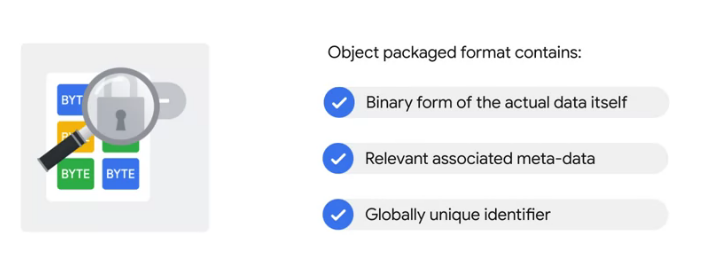 Object packaged format contains:
BYT
Binary form of the actual data itself
Relevant associated meta-data
BYTE
BYTE
Globally unique identifier